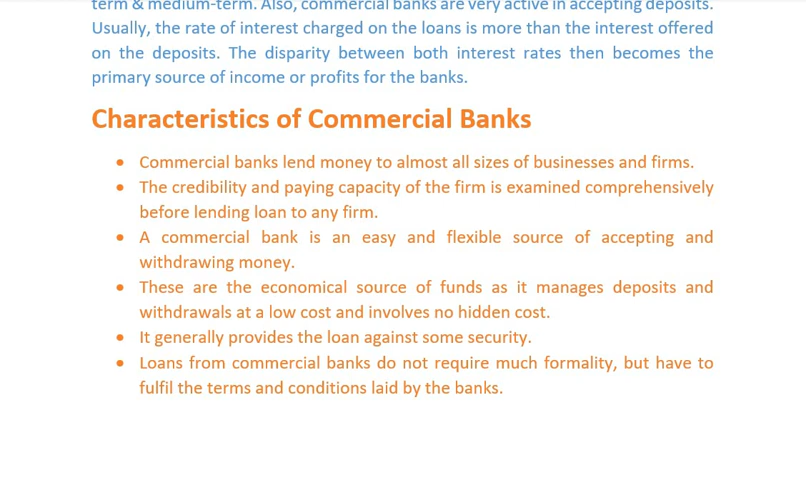 term & medium-term. Also, commercial banks are very active in accepting deposits.
Usually, the rate of interest charged on the loans is more than the interest offered
on the deposits. The disparity between both interest rates then becomes the
primary source of income or profits for the banks.
Characteristics of Commercial Banks
• Commercial banks lend money to almost all sizes of businesses and firms.
• The credibility and paying capacity of the firm is examined comprehensively
before lending loan to any firm.
• A commercial bank is an easy and flexible source of accepting and
withdrawing money.
• These are the economical source of funds as it manages deposits and
withdrawals at a low cost and involves no hidden cost.
• It generally provides the loan against some security.
• Loans from commercial banks do not require much formality, but have to
fulfil the terms and conditions laid by the banks.